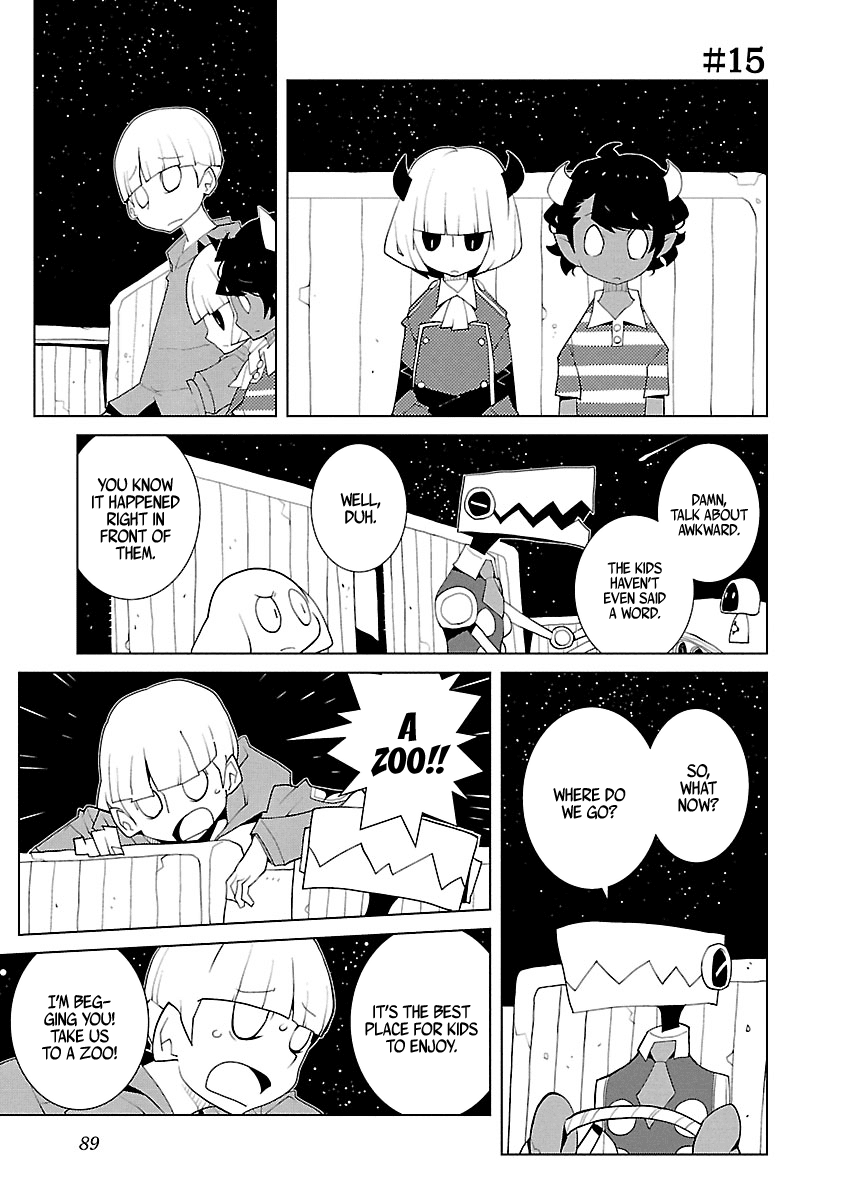 #15
DAMN,
TALK ABOUT
AWKWARD.
THE KIDS
HAVEN'T
EVEN SAID
A WORD.
WELL,
DUH.
YOU KNOW
IT HAPPENED
RIGHT IN
FRONT OF
THEM.
SO,
WHAT
NOW?
WHERE DO
WE GO?
A
ZOO!!
IT'S THE BEST
PLACE FOR KIDS
TO ENJOY.
I'M BEG-
GING YOU!
TAKE US
TO A ZOO!
89